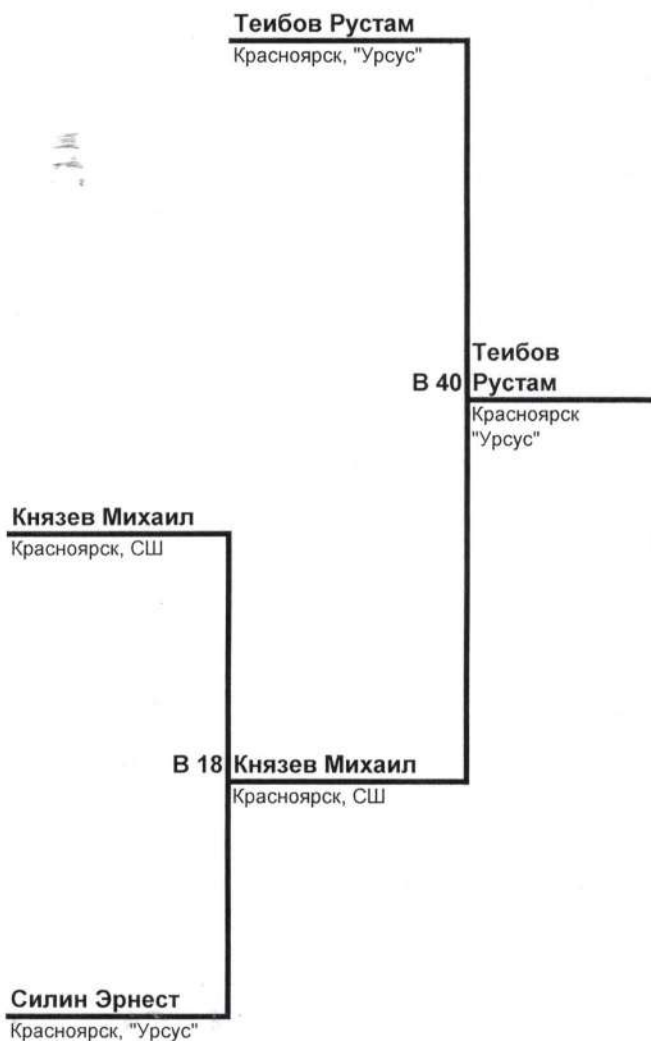 Теибов Рустам
Красноярск, "Урсус"
Теибов
В 40 Рустам
Красноярск
"Урсус"
Князев Михаил
Красноярск, СШ
В 18 Князев Михаил
Красноярск, СШ
Силин Эрнест
Красноярск, "Урсус"